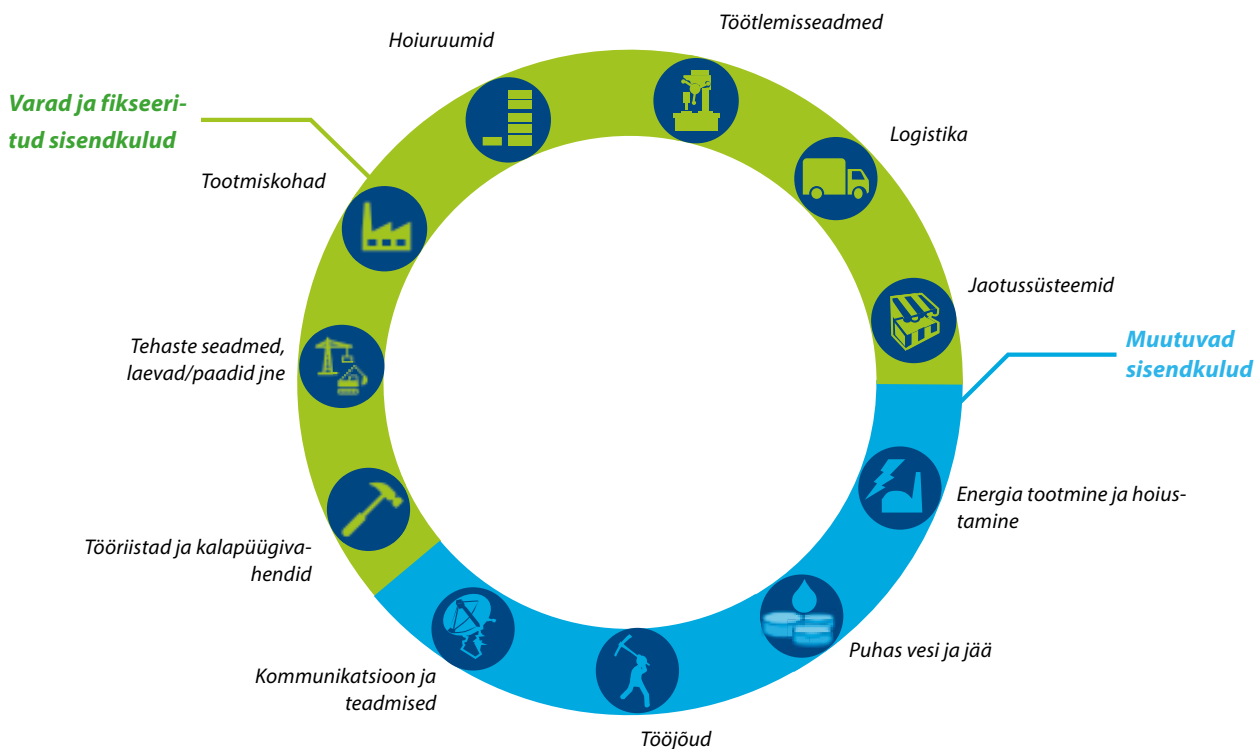 Töötlemisseadmed
Hoiuruumid
Varad ja fikseeri-
tud sisendkulud
Logistika
Tootmiskohad
Jaotussüsteemid
Tehaste seadmed,
laevad/paadid jne
Muutuvad
sisendkulud
Energia tootmine ja hoius-
tamine
Tööriistad ja kalapüügiva-
hendid
Puhas vesi ja jää
Kommunikatsioon ja
teadmised
Tööjõud